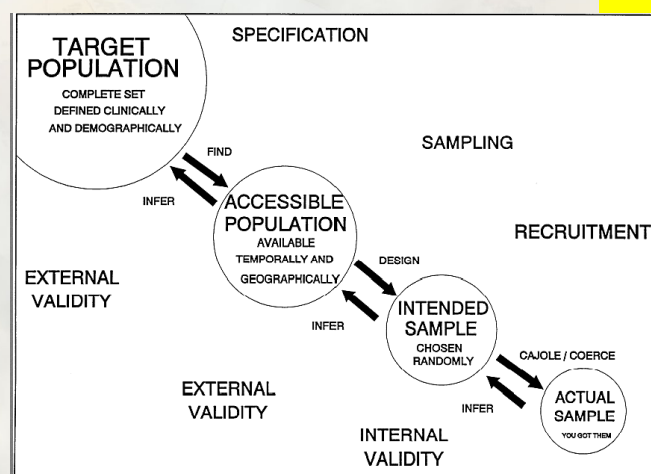 SPECIFICATION
TARGET
POPULATION
COMPLETE SET
DEFINED CLINICALLY
AND DEMOGRAPHICALLY
SAMPLING
FIND
INFER
ACCESSIBLE
POPULATION
AVAILABLE
TEMPORALLY AND
GEOGRAPHICALLY
RECRUITMENT
DESIGN
EXTERNAL
VALIDITY
INFER
INTENDED
SAMPLE
CHOSEN
RANDOMLY
CAJOLE / COERCE
EXTERNAL
VALIDITY
INFER
ACTUAL
SAMPLE
YOU GOT THEM
INTERNAL
VALIDITY